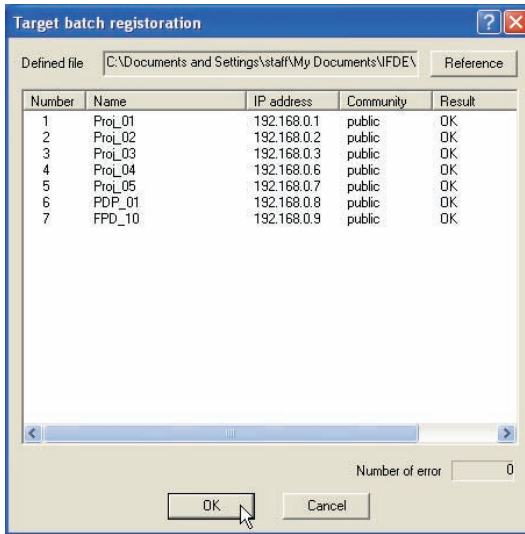 Target batch registoration
Defined file C:\Documents and Settings\staff\My Documents\IFDE\ Reference
Number Name IP address Community Result
1 Proj_01 192.168.0.1 public OK
2 Proj_02 192.168.0.2 public OK
3 Proj_03 192.168.0.3 public OK
4 Proj_04 192.168.0.6 public OK
5 Proj_05 192.168.0.7 public OK
6 PDP_01 192.168.0.8 public OK
7 FPD_10 192.168.0.9 public OK
Number of error 0
OK Cancel